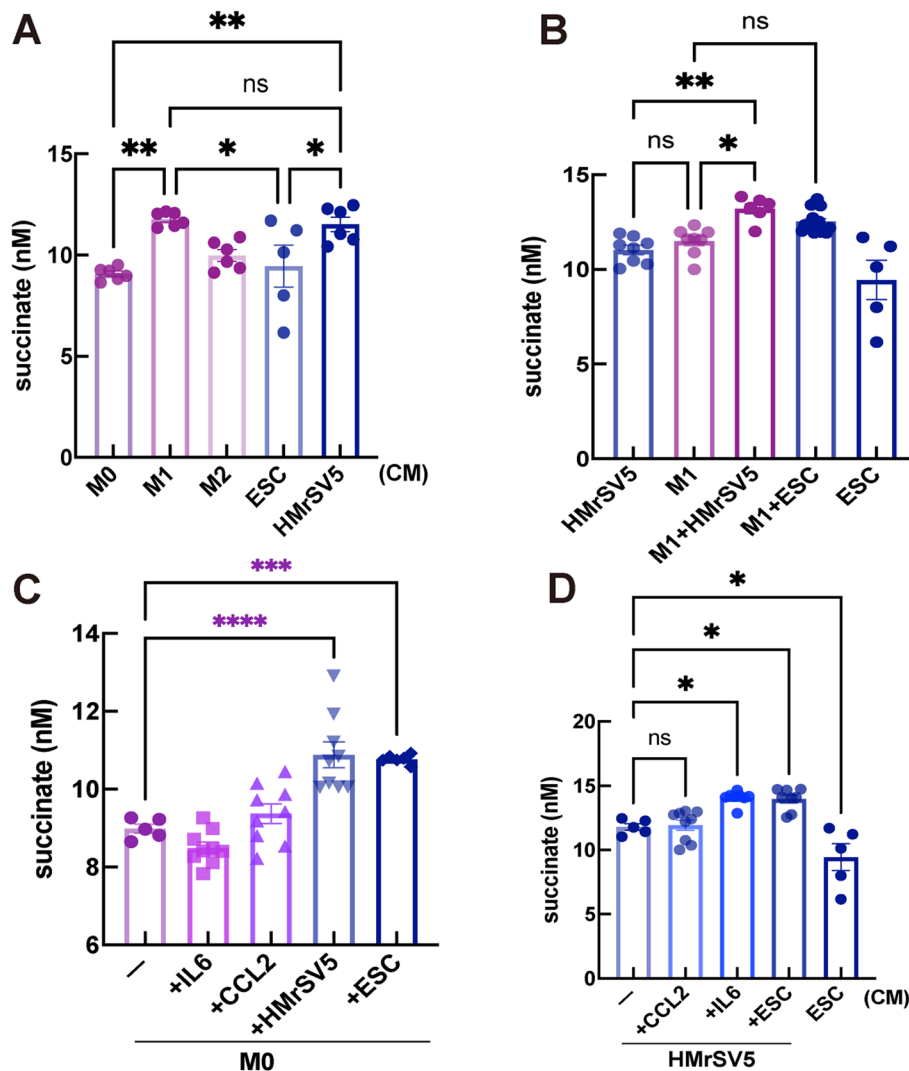 A
**
ns
**
*
*
succinate (nM)
15
10
5
0
M0
M1
M2
ESC
HMrSV5
(CM)
B
ns
**
ns
*
succinate (nM)
15
10
5
0
HMrSV5
M1
M1+HMrSV5
M1+ESC
ESC
C
***
****
succinate (nM)
14
12
10
8
6
—
+IL6
+CCL2
+HMrSV5
+ESC
M0
D
*
*
*
ns
succinate (nM)
20
15
10
5
0
—
+CCL2
+IL6
+ESC
ESC
(CM)
HMrSV5